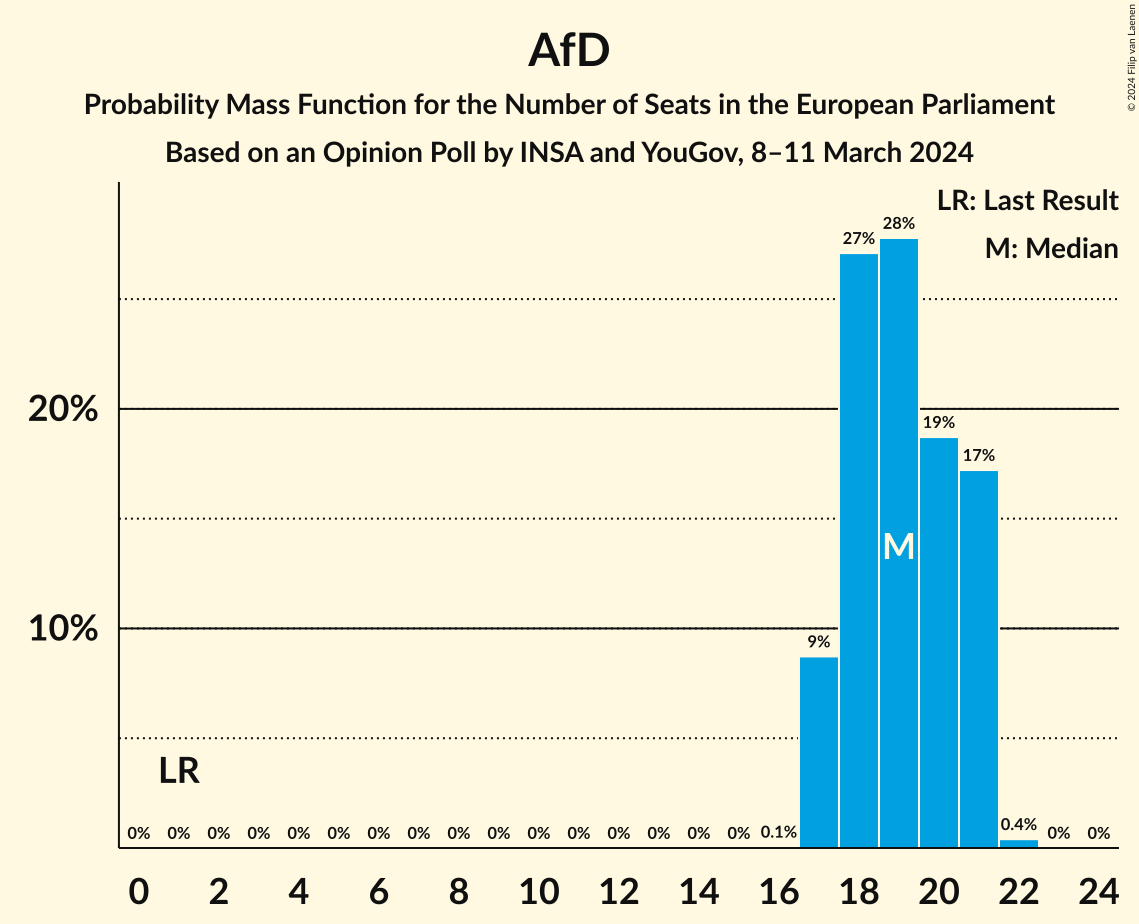 AfD
Probability Mass Function for the Number of Seats in the European Parliament
Based on an Opinion Poll by INSA and YouGov, 8–11 March 2024
© 2024 Filip van Laenen
LR: Last Result
M: Median
28%
27%
20%
19%
17%
M
10%
9%
LR
0% 0% 0% 0% 0% 0% 0% 0% 0% 0% 0% 0% 0% 0% 0% 0% 0.1% 0.4% 0% 0%
0 2 4 6 8 10 12 14 16 18 20 22 24